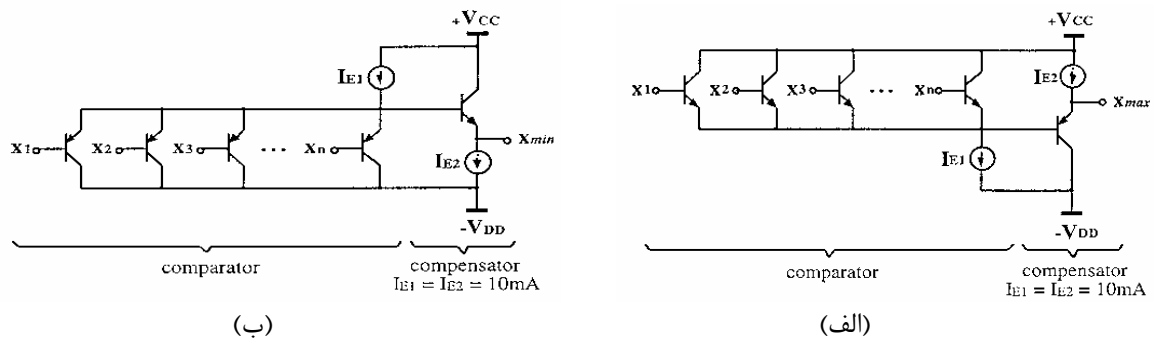 +VCC
IE1
X1 X2 X3 ... Xn
Xmin
IE2
-VDD
comparator
compensator
IE1 = IE2 = 10mA
(ب)
+VCC
IE2
X1 X2 X3 ... Xn
Xmax
IE1
-VDD
comparator
compensator
IE1 = IE2 = 10mA
(الف)